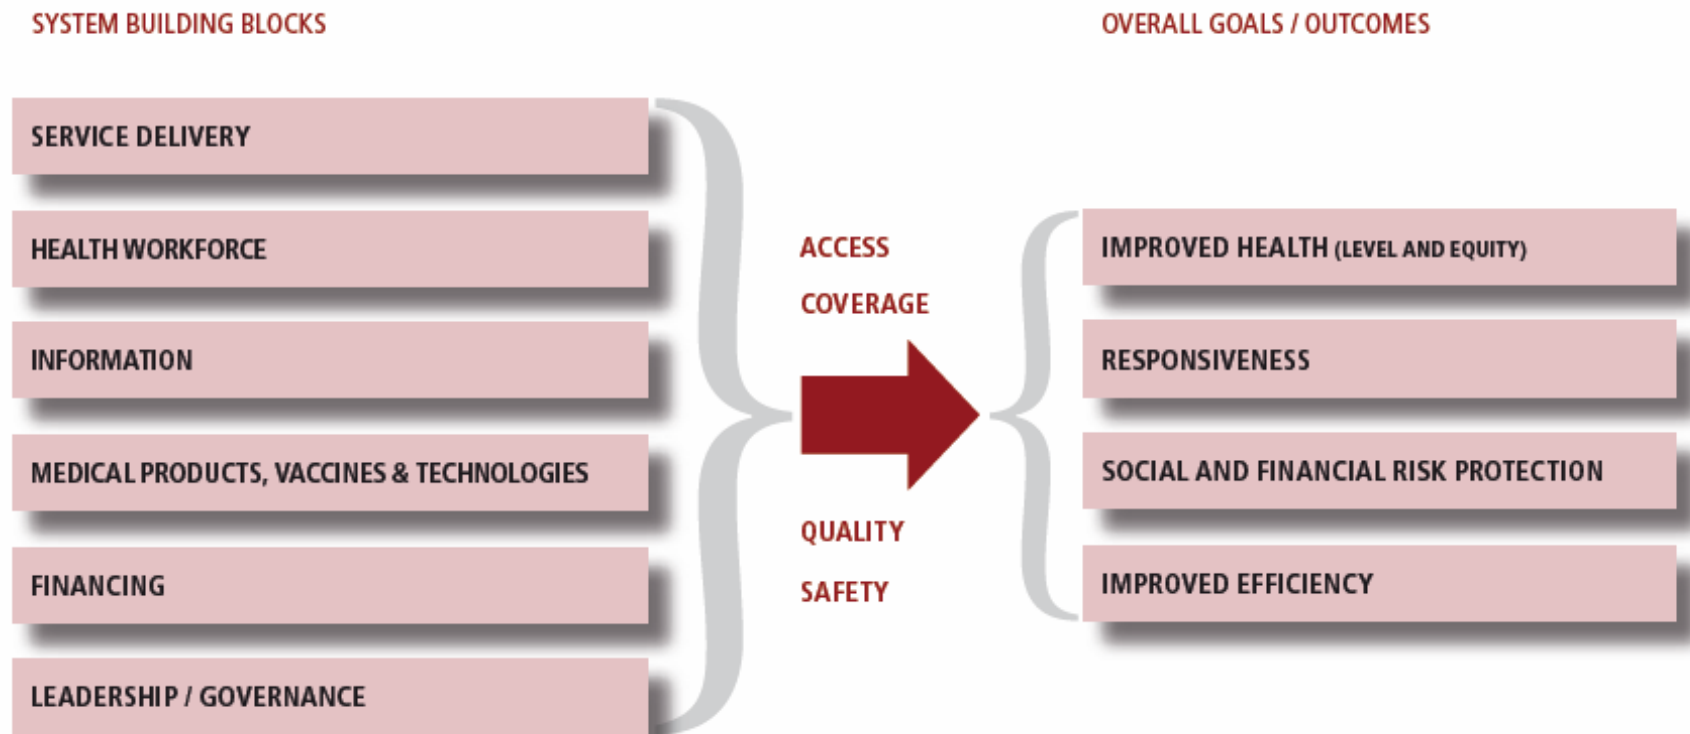 SYSTEM BUILDING BLOCKS
SERVICE DELIVERY
HEALTH WORKFORCE
INFORMATION
MEDICAL PRODUCTS, VACCINES & TECHNOLOGIES
FINANCING
LEADERSHIP / GOVERNANCE
ACCESS
COVERAGE
QUALITY
SAFETY
OVERALL GOALS / OUTCOMES
IMPROVED HEALTH (LEVEL AND EQUITY)
RESPONSIVENESS
SOCIAL AND FINANCIAL RISK PROTECTION
IMPROVED EFFICIENCY